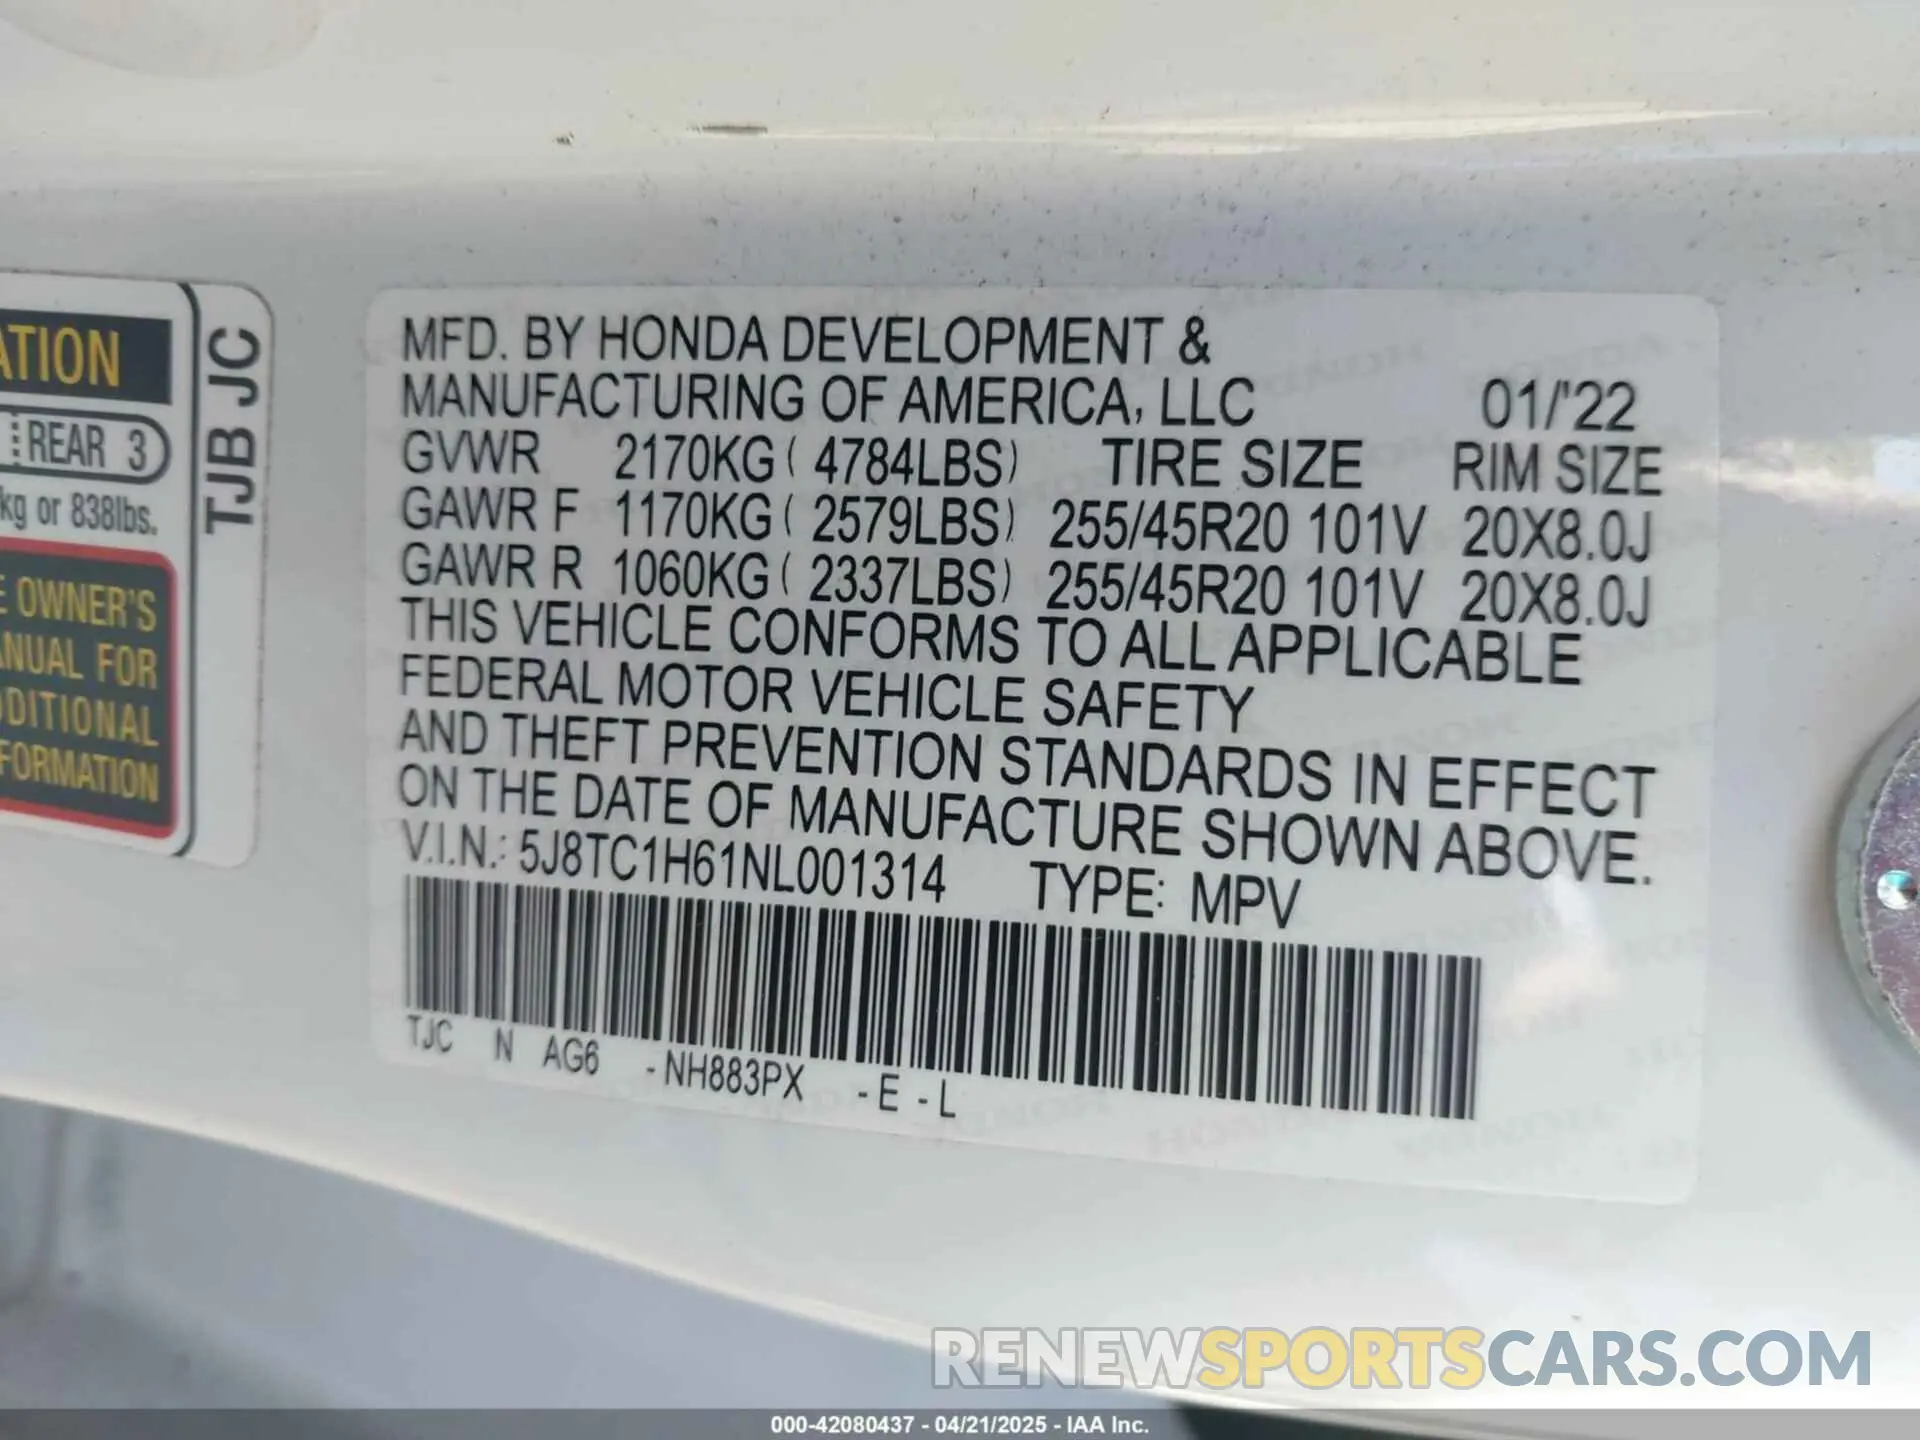 ATION
REAR 3
kg or 838lbs.
E OWNER'S
ANUAL FOR
DDITIONAL
FORMATION
TJB JC
MFD. BY HONDA DEVELOPMENT &
MANUFACTURING OF AMERICA, LLC 01/'22
GVWR 2170KG ( 4784LBS) TIRE SIZE RIM SIZE
GAWR F 1170KG ( 2579LBS) 255/45R20 101V 20X8.0J
GAWR R 1060KG ( 2337LBS) 255/45R20 101V 20X8.0J
THIS VEHICLE CONFORMS TO ALL APPLICABLE
FEDERAL MOTOR VEHICLE SAFETY
AND THEFT PREVENTION STANDARDS IN EFFECT
ON THE DATE OF MANUFACTURE SHOWN ABOVE.
V.I.N.: 5J8TC1H61NL001314 TYPE: MPV
TJC N AG6 -NH883PX -E -L
RENEWSPORTSCARS.COM
000-42080437 - 04/21/2025 - IAA Inc.